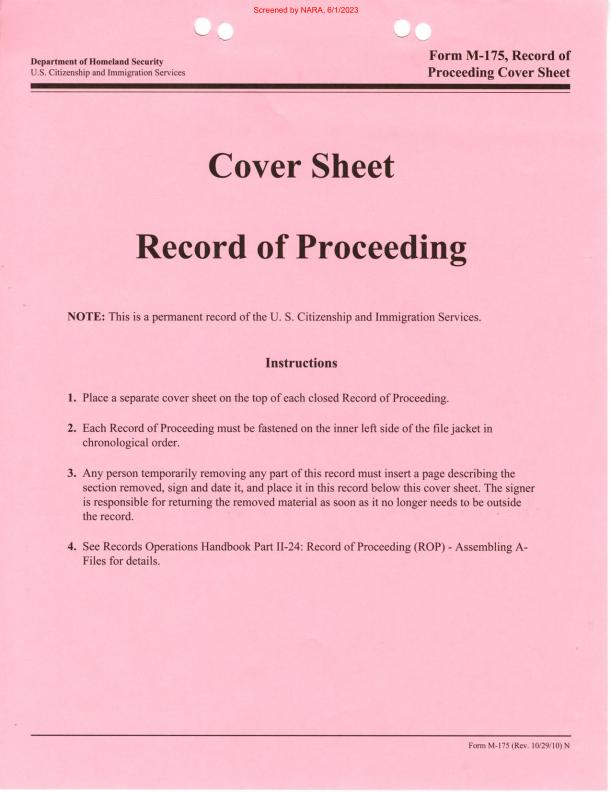 Screened by NARA, 6/1/2023
Department of Homeland Security
U.S. Citizenship and Immigration Services
Form M-175, Record of
Proceeding Cover Sheet
Cover Sheet
Record of Proceeding
NOTE: This is a permanent record of the U. S. Citizenship and Immigration Services.
Instructions
1. Place a separate cover sheet on the top of each closed Record of Proceeding.
2. Each Record of Proceeding must be fastened on the inner left side of the file jacket in
chronological order.
3. Any person temporarily removing any part of this record must insert a page describing the
section removed, sign and date it, and place it in this record below this cover sheet. The signer
is responsible for returning the removed material as soon as it no longer needs to be outside
the record.
4. See Records Operations Handbook Part II-24: Record of Proceeding (ROP) - Assembling A-
Files for details.
Form M-175 (Rev. 10/29/10) N